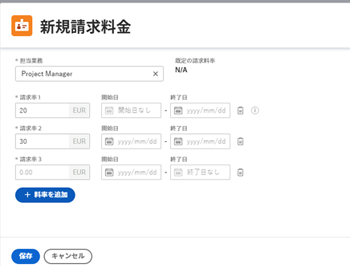 新規請求料金
* 担当業務
既定の請求料率
Project Manager ×
N/A
* 請求率1 開始日 終了日
20 EUR 開始日なし - yyyy/mm/dd
* 請求率2 開始日 終了日
30 EUR yyyy/mm/dd - yyyy/mm/dd
* 請求率3 開始日 終了日
0.00 EUR yyyy/mm/dd - 終了日なし
+ 料率を追加
保存 キャンセル